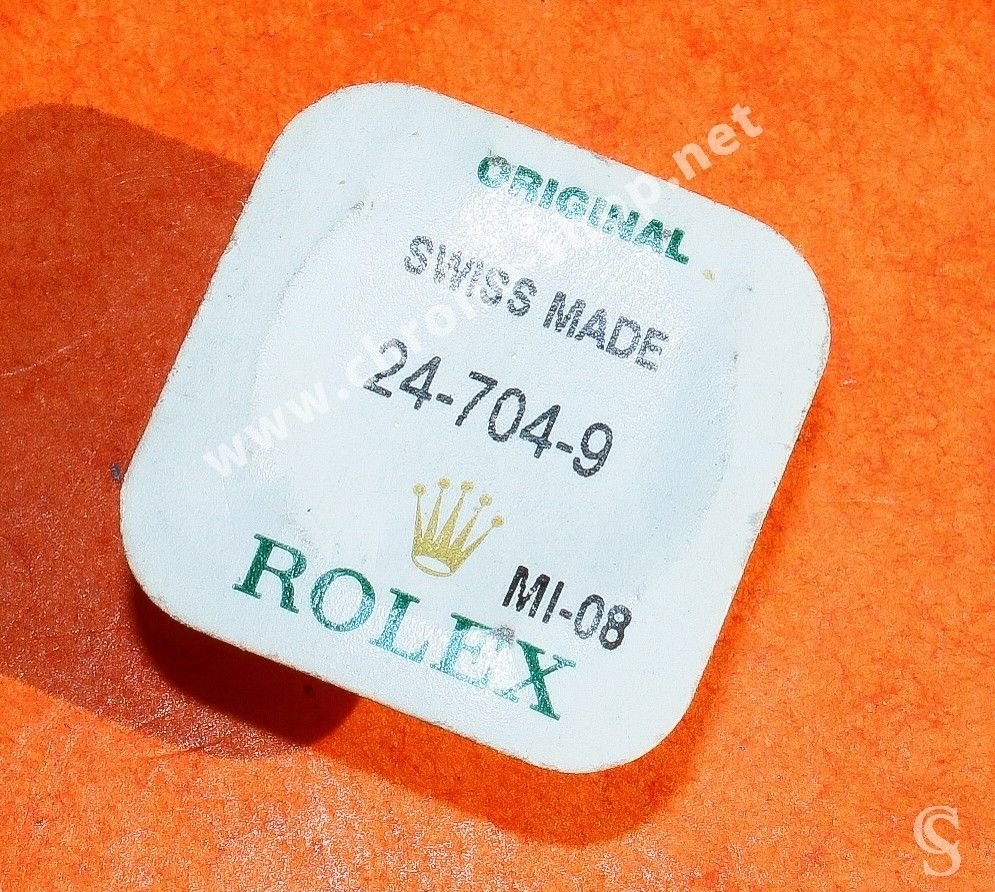 ORIGINAL
SWISS MADE
24-704-9
MI-08
ROLEX